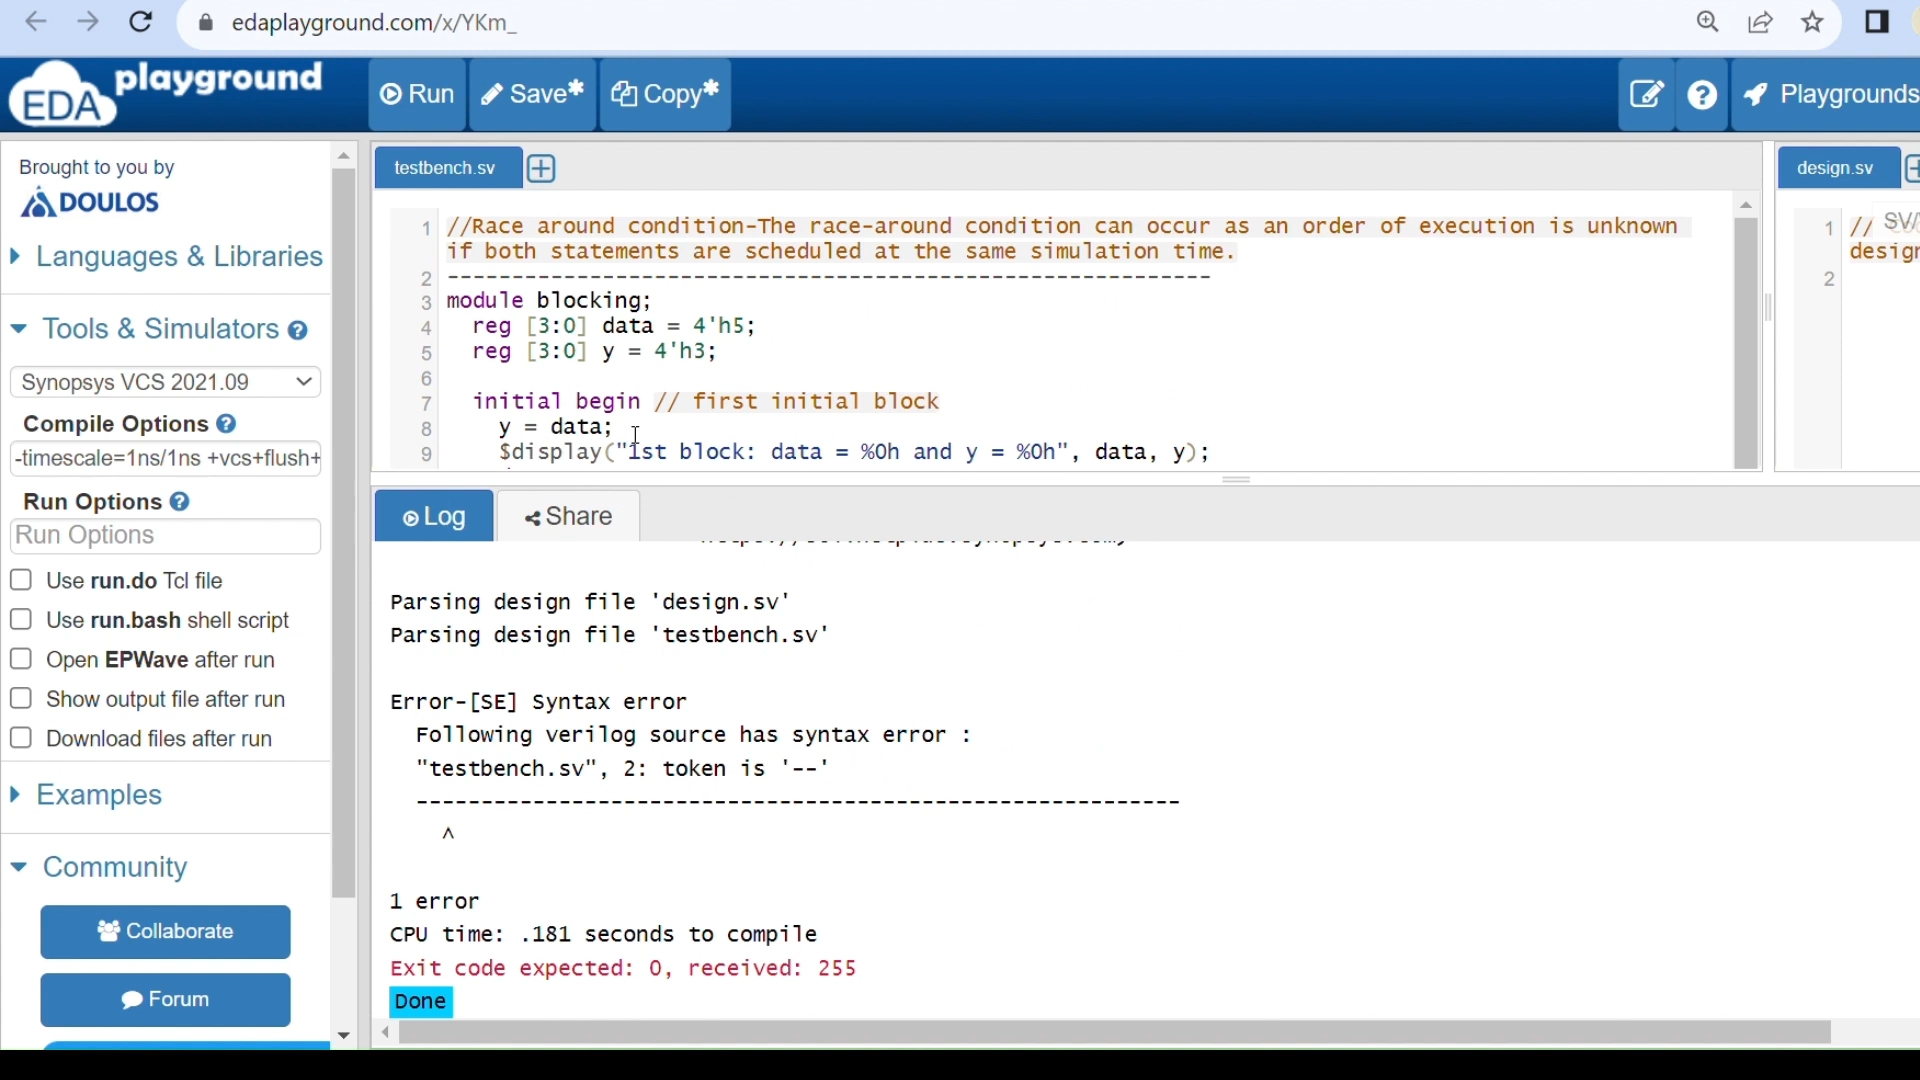 edaplayground.com/x/YKm_
EDA playground
Run
Save*
Copy*
Playgrounds
Brought to you by
DOULOS
Languages & Libraries
Tools & Simulators
Synopsys VCS 2021.09
Compile Options
-timescale=1ns/1ns +vcs+flush+
Run Options
Run Options
Use run.do Tcl file
Use run.bash shell script
Open EPWave after run
Show output file after run
Download files after run
Examples
Community
Collaborate
Forum
testbench.sv
1 //Race around condition-The race-around condition can occur as an order of execution is unknown
if both statements are scheduled at the same simulation time.
2 -----------------------------------------------------------
3 module blocking;
4 reg [3:0] data = 4'h5;
5 reg [3:0] y = 4'h3;
6
7 initial begin // first initial block
8 y = data;
9 $display("1st block: data = %0h and y = %0h", data, y);
design.sv
SV/
1 //
design
2
Log
Share
Parsing design file 'design.sv'
Parsing design file 'testbench.sv'
Error-[SE] Syntax error
Following verilog source has syntax error :
"testbench.sv", 2: token is '--'
-----------------------------------------------------------
^
1 error
CPU time: .181 seconds to compile
Exit code expected: 0, received: 255
Done